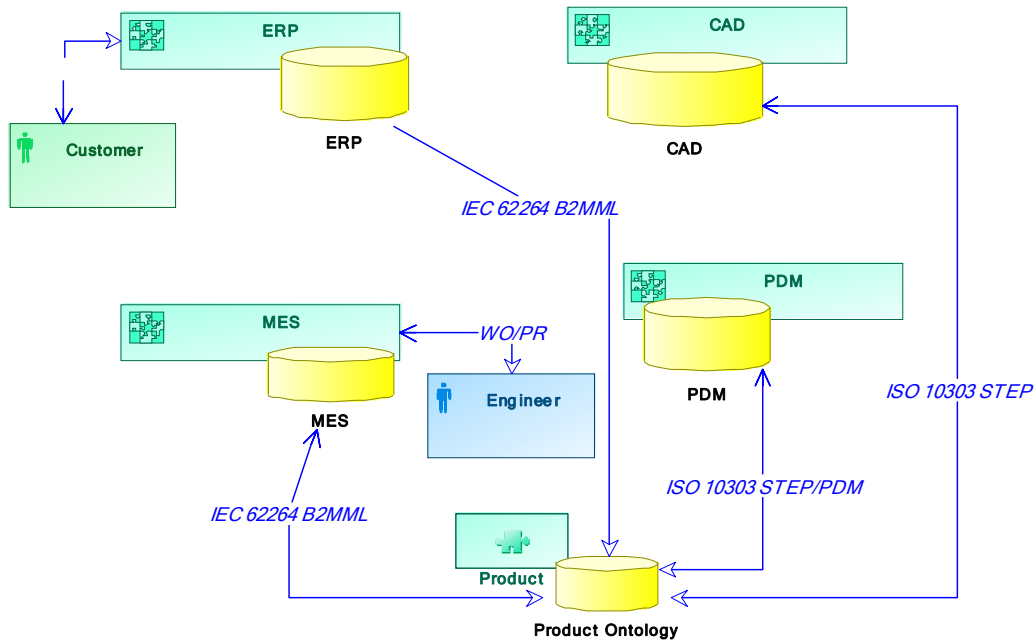 ERP
CAD
ERP
CAD
Customer
IEC 62264 B2MML
PDM
MES
WO/PR
PDM
ISO 10303 STEP
Engineer
MES
ISO 10303 STEP/PDM
IEC 62264 B2MML
Product
Product Ontology